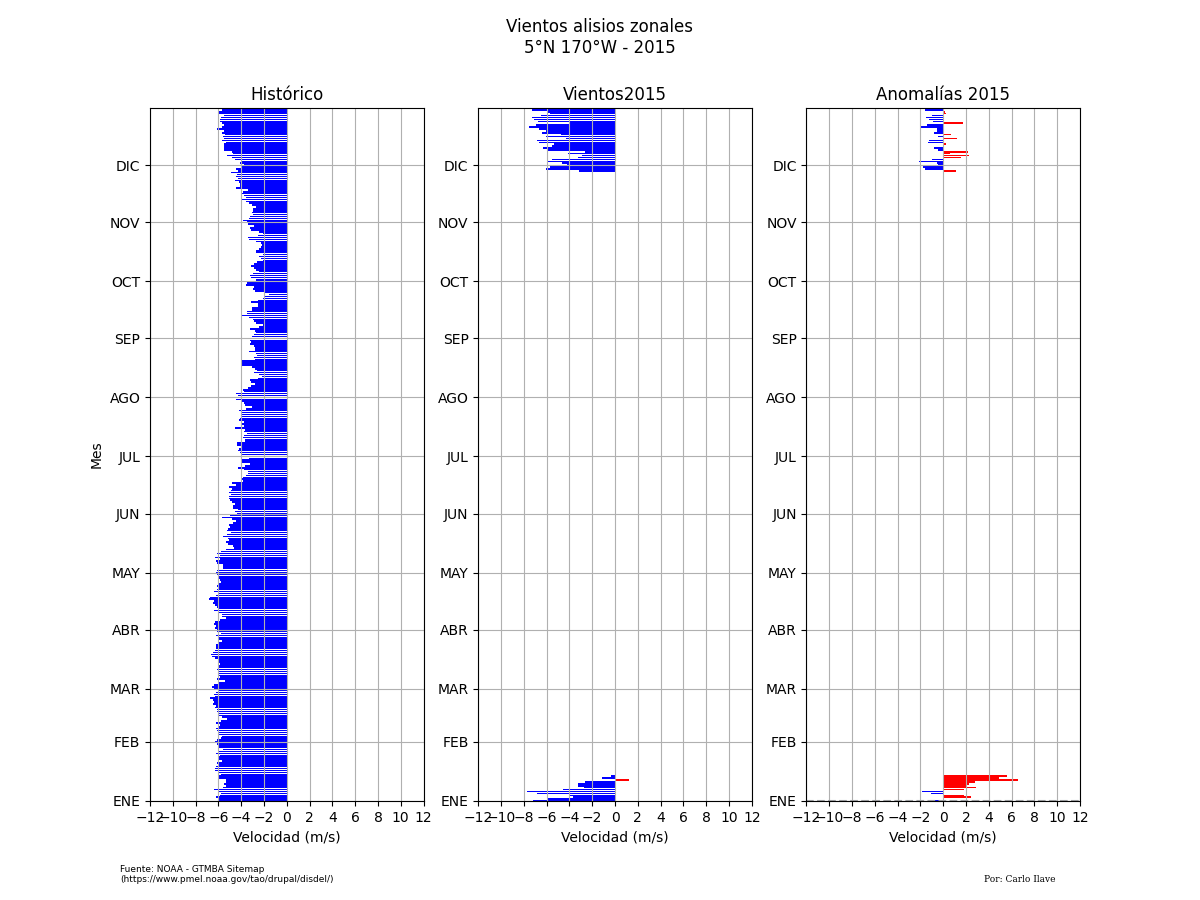 Vientos alisios zonales
5°N 170°W - 2015
Histórico
Vientos2015
Anomalías 2015
Mes
DIC
NOV
OCT
SEP
AGO
JUL
JUN
MAY
ABR
MAR
FEB
ENE
−12 −10 −8 −6 −4 −2 0 2 4 6 8 10 12
Velocidad (m/s)
DIC
NOV
OCT
SEP
AGO
JUL
JUN
MAY
ABR
MAR
FEB
ENE
−12 −10 −8 −6 −4 −2 0 2 4 6 8 10 12
Velocidad (m/s)
DIC
NOV
OCT
SEP
AGO
JUL
JUN
MAY
ABR
MAR
FEB
ENE
−12 −10 −8 −6 −4 −2 0 2 4 6 8 10 12
Velocidad (m/s)
Fuente: NOAA - GTMBA Sitemap
(https://www.pmel.noaa.gov/tao/drupal/disdel/)
Por: Carlo Ilave